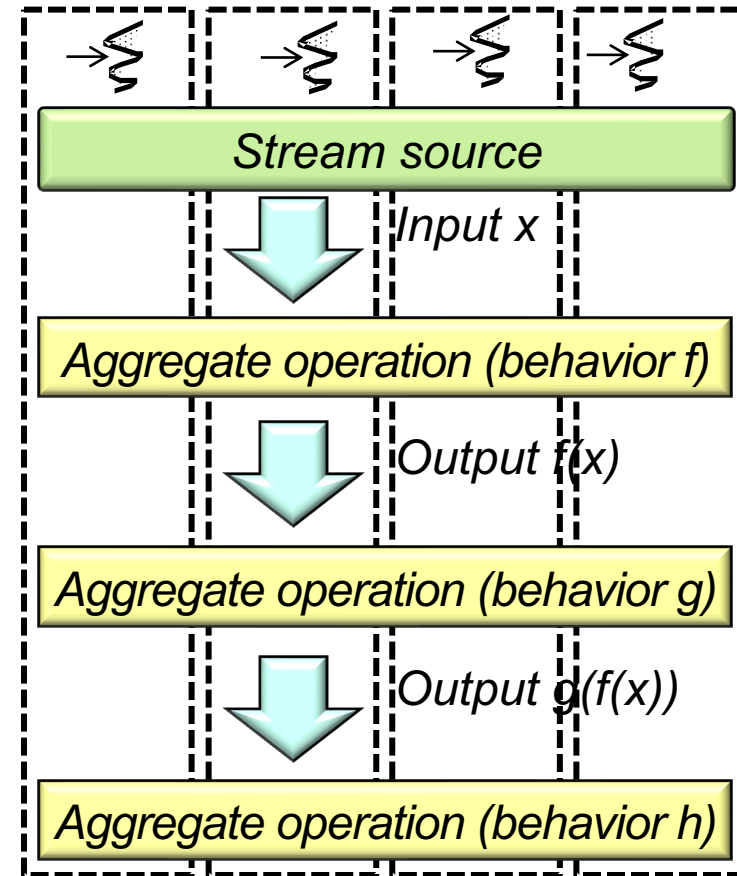 Stream source
Input x
Aggregate operation (behavior f)
Output f(x)
Aggregate operation (behavior g)
Output g(f(x))
Aggregate operation (behavior h)